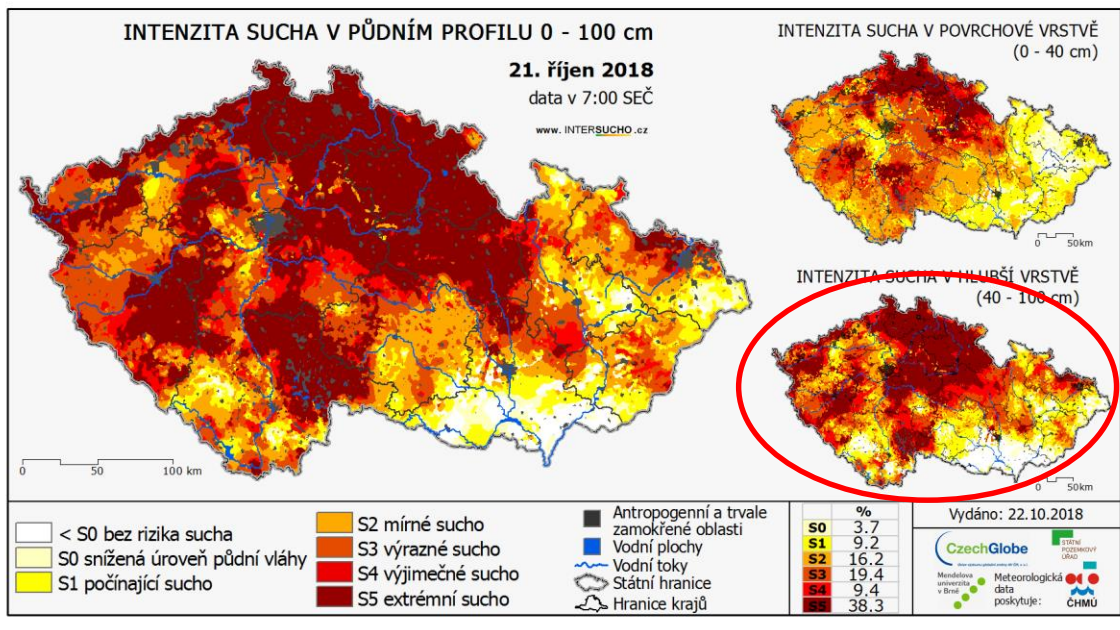 INTENZITA SUCHA V PŮDNÍM PROFILU 0 - 100 cm
21. říjen 2018
data v 7:00 SEČ
www. INTERSUCHO .cz
0 50 100 km
INTENZITA SUCHA V POVRCHOVÉ VRSTVĚ
(0 - 40 cm)
0 50km
INTENZITA SUCHA V HLUBŠÍ VRSTVĚ
(40 - 100 cm)
0 50km
< S0 bez rizika sucha
S0 snížená úroveň půdní vláhy
S1 počínající sucho
S2 mírné sucho
S3 výrazné sucho
S4 výjimečné sucho
S5 extrémní sucho
Antropogenní a trvale
zamokřené oblasti
Vodní plochy
Vodní toky
Státní hranice
Hranice krajů
%
S0 3.7
S1 9.2
S2 16.2
S3 19.4
S4 9.4
S5 38.3
Vydáno: 22.10.2018
CzechGlobe
STÁTNÍ
POZEMKOVÝ
ÚŘAD
Mendelova
univerzita
v Brně
Meteorologická
data
poskytuje:
ČHMÚ